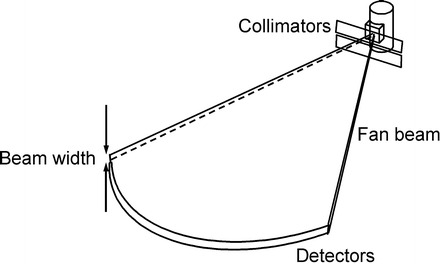 Collimators
Fan beam
Beam width
Detectors